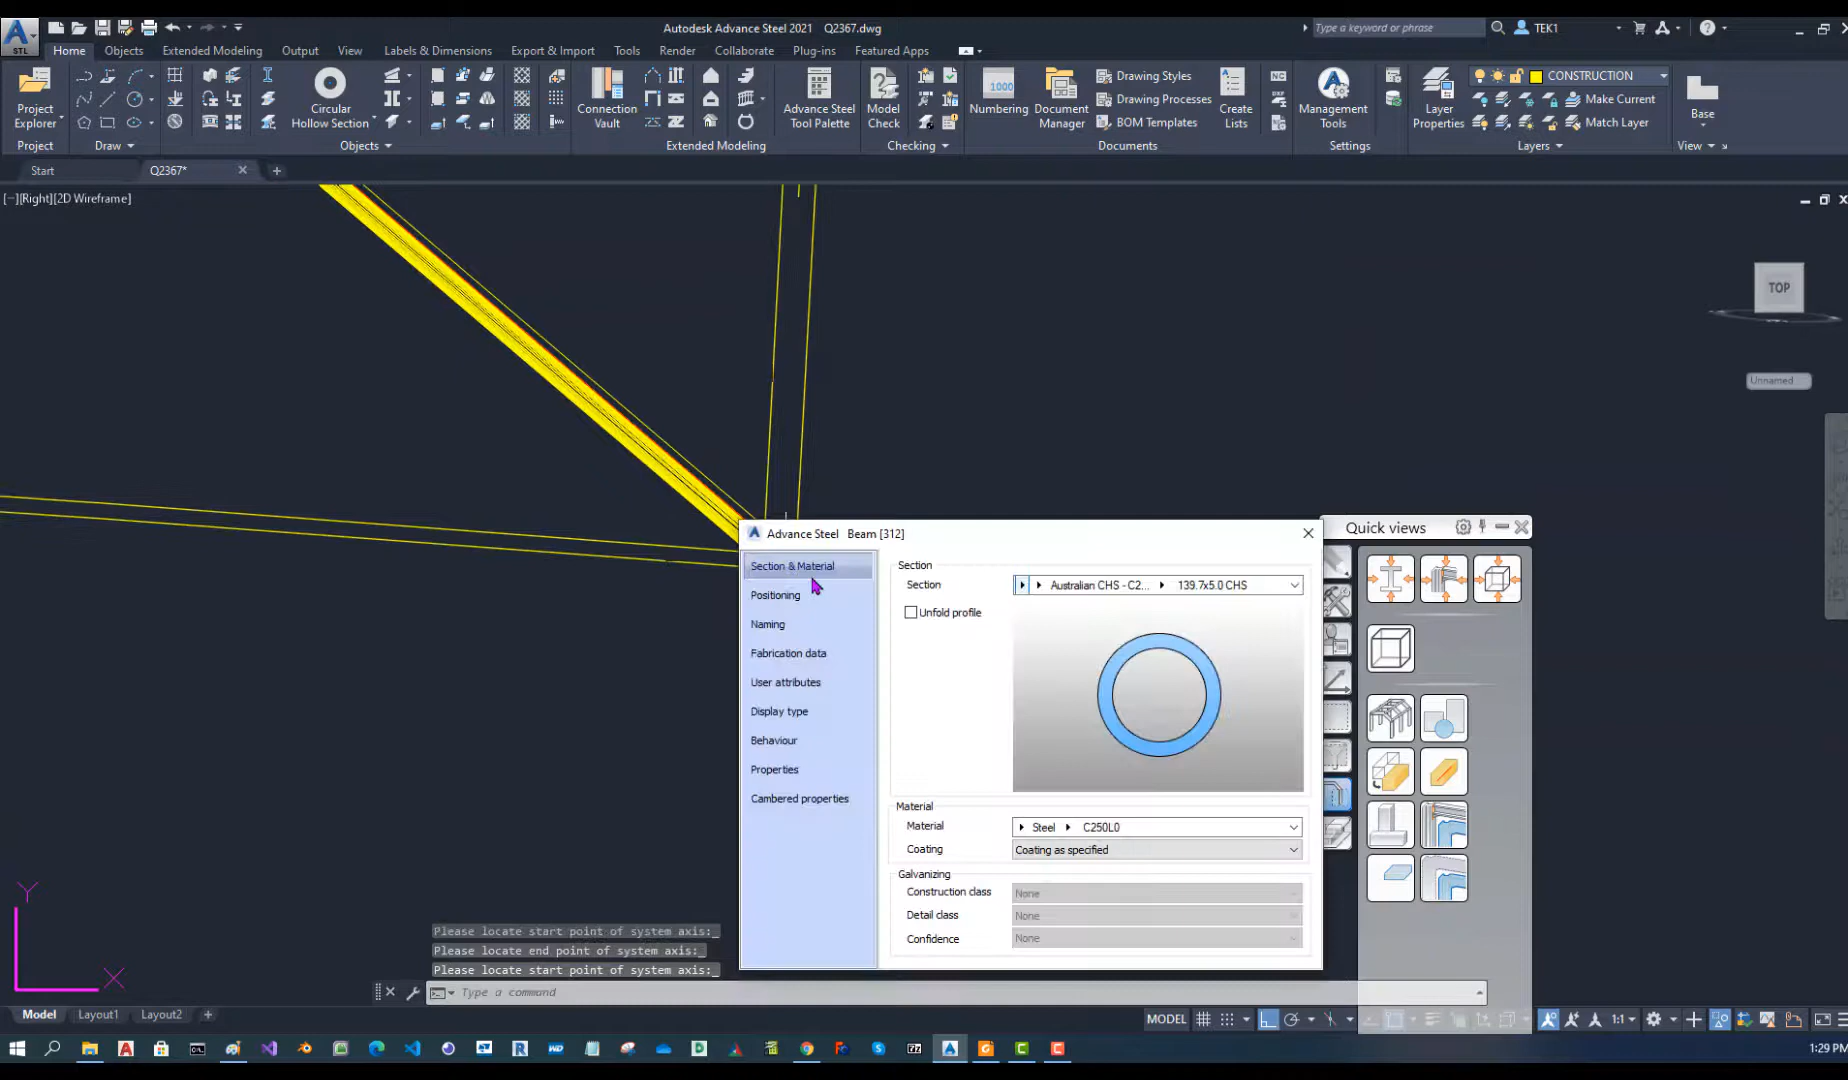 Autodesk Advance Steel 2021 Q2367.dwg
Type a keyword or phrase
TEK1
STL
Home Objects Extended Modeling Output View Labels & Dimensions Export & Import Tools Render Collaborate Plug-ins Featured Apps
Project Explorer
Circular Hollow Section
Connection Vault
Advance Steel Tool Palette
Model Check
1000
Numbering
Document Manager
Drawing Styles
Drawing Processes
BOM Templates
Create Lists
NC
DXF
Management Tools
Layer Properties
CONSTRUCTION
Make Current
Match Layer
Base
Project Draw Objects Extended Modeling Checking Documents Settings Layers View
Start Q2367*
[−][Right][2D Wireframe]
TOP
Unnamed
Advance Steel Beam [312]
Section & Material
Positioning
Naming
Fabrication data
User attributes
Display type
Behaviour
Properties
Cambered properties
Section
Section Australian CHS - C2... 139.7x5.0 CHS
Unfold profile
Material
Material Steel C250L0
Coating Coating as specified
Galvanizing
Construction class None
Detail class None
Confidence None
Quick views
Y
X
Please locate start point of system axis:_
Please locate end point of system axis:_
Please locate start point of system axis:_
Type a command
Model Layout1 Layout2
MODEL
1:1
1:29 PM